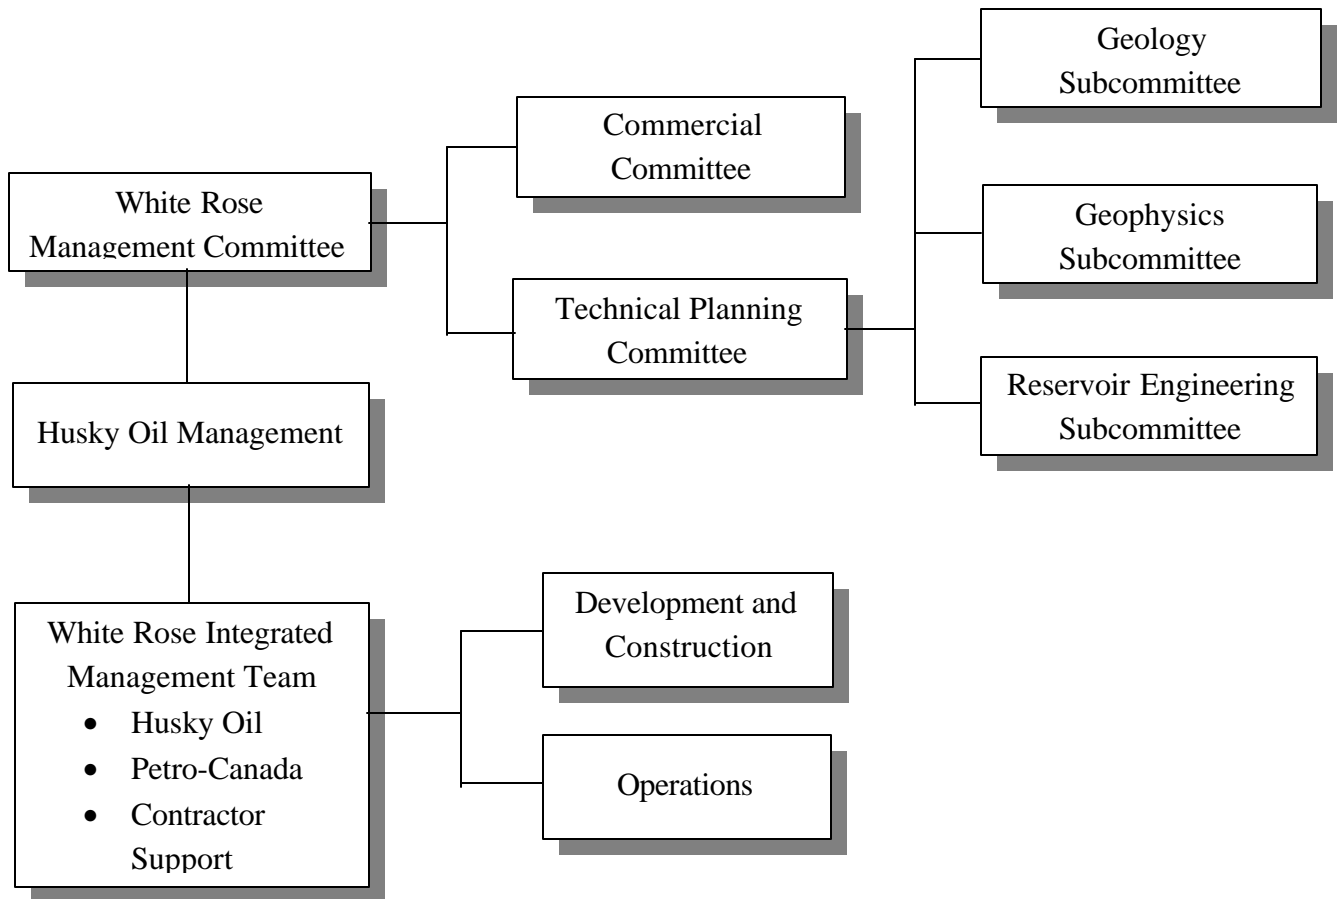 Geology
Subcommittee
Commercial
Committee
White Rose
Management Committee
Geophysics
Subcommittee
Technical Planning
Committee
Reservoir Engineering
Subcommittee
Husky Oil Management
Development and
Construction
White Rose Integrated
Management Team
• Husky Oil
• Petro-Canada
• Contractor
Support
Operations